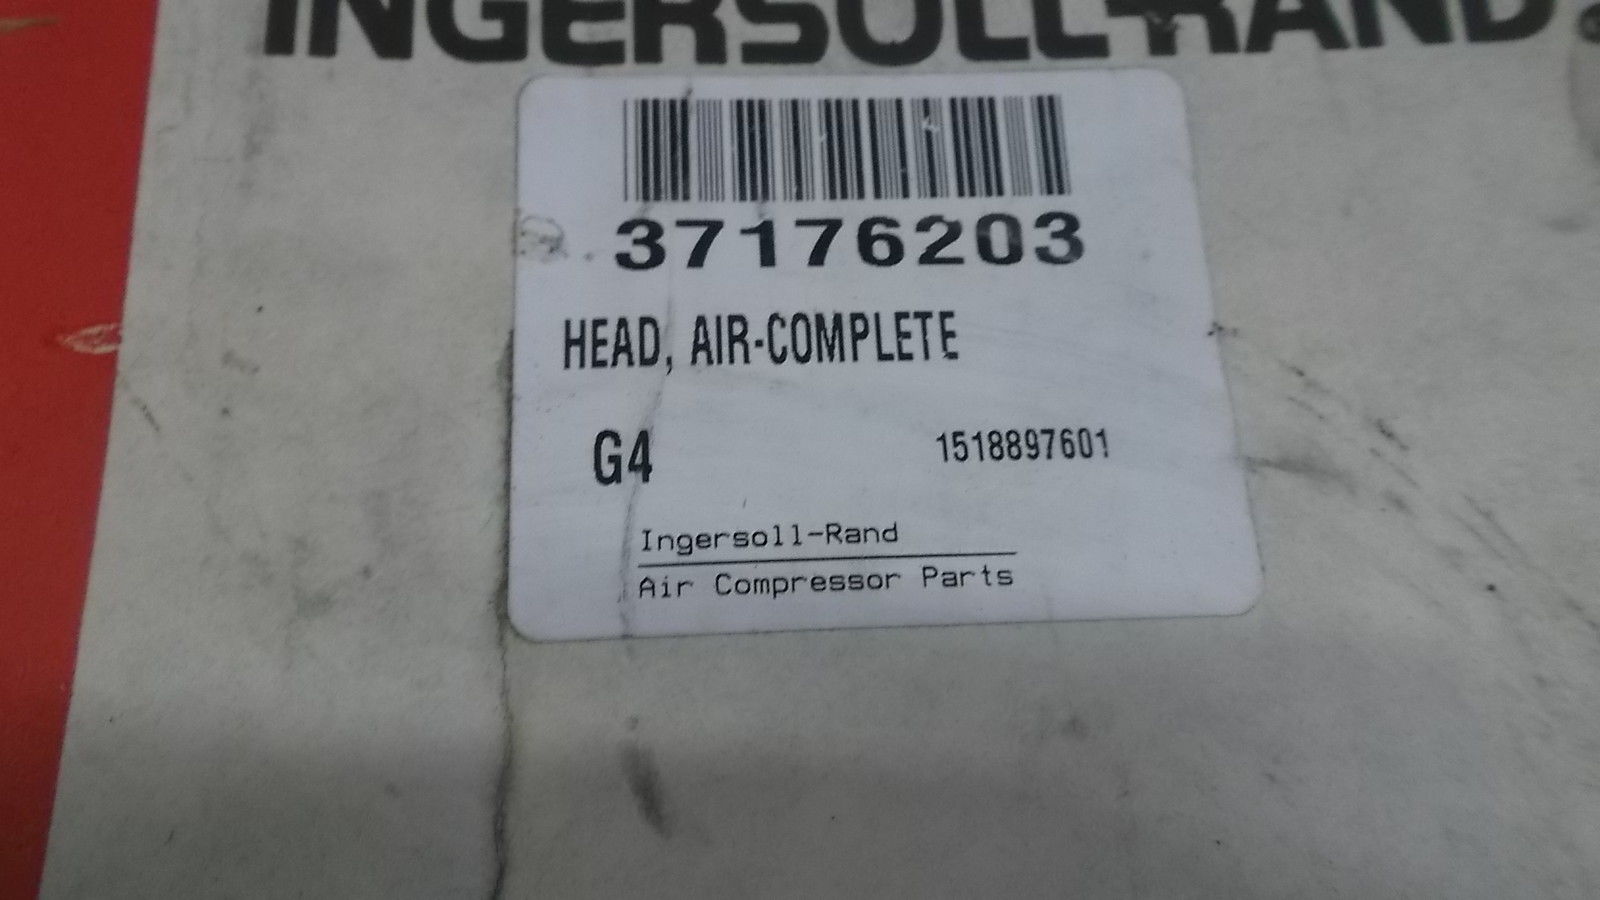 INGERSOLL-RAND
37176203
HEAD, AIR-COMPLETE
G4 1518897601
Ingersoll-Rand
Air Compressor Parts